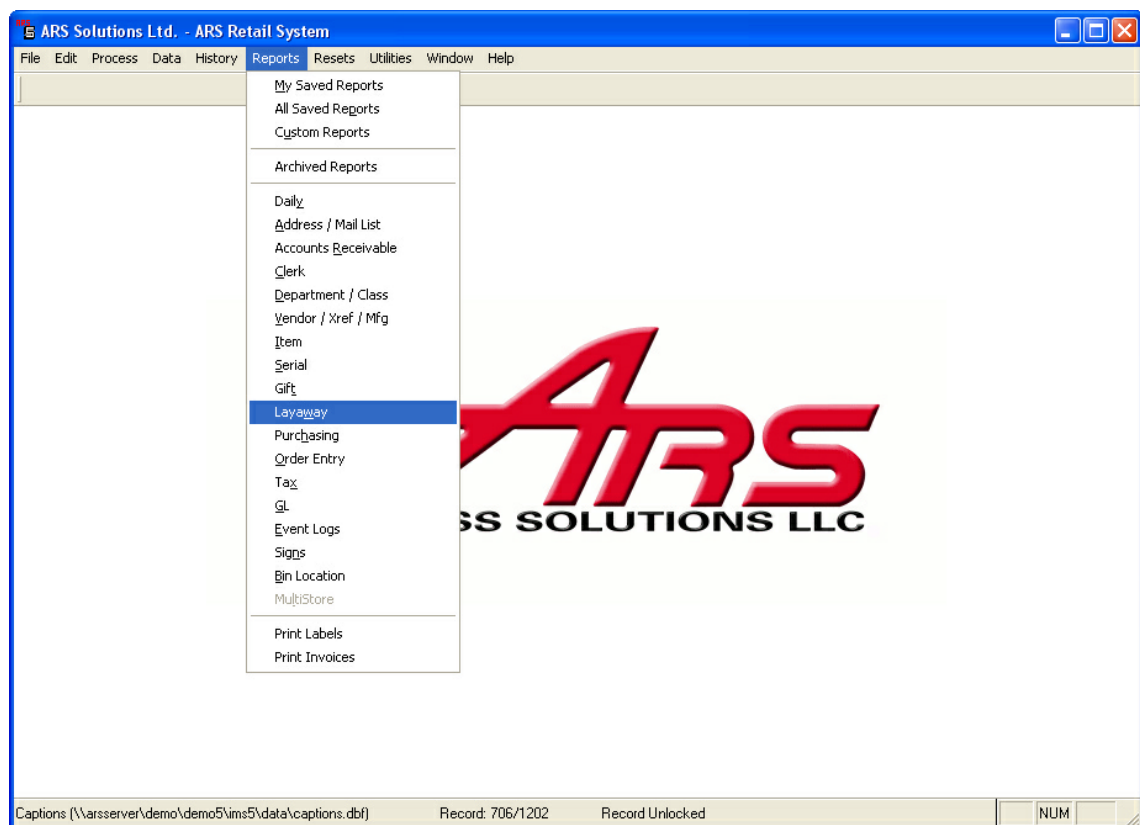 ARS Solutions Ltd. - ARS Retail System
File Edit Process Data History Reports Resets Utilities Window Help
My Saved Reports
All Saved Reports
Custom Reports
Archived Reports
Daily
Address / Mail List
Accounts Receivable
Clerk
Department / Class
Vendor / Xref / Mfg
Item
Serial
Gift
Layaway
Purchasing
Order Entry
Tax
GL
Event Logs
Signs
Bin Location
MultiStore
Print Labels
Print Invoices
ARS
SS SOLUTIONS LLC
Captions (\\arsserver\demo\demo5\ims5\data\captions.dbf) Record: 706/1202 Record Unlocked NUM